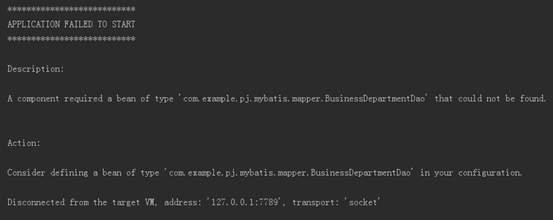 ***************************
APPLICATION FAILED TO START
***************************
Description:
A component required a bean of type 'com.example.pj.mybatis.mapper.BusinessDepartmentDao' that could not be found.
Action:
Consider defining a bean of type 'com.example.pj.mybatis.mapper.BusinessDepartmentDao' in your configuration.
Disconnected from the target VM, address: '127.0.0.1:7789', transport: 'socket'